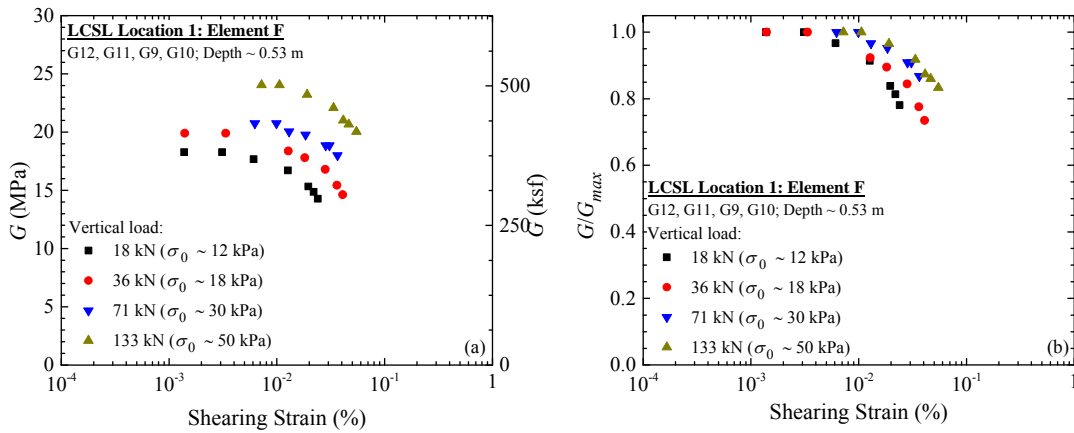 LCSL Location 1: Element F
G12, G11, G9, G10; Depth ~ 0.53 m
Vertical load:
18 kN (σ0 ~ 12 kPa)
36 kN (σ0 ~ 18 kPa)
71 kN (σ0 ~ 30 kPa)
133 kN (σ0 ~ 50 kPa)
(a)
G (MPa)
30
25
20
15
10
5
0
G (ksf)
500
250
0
10-4
10-3
10-2
10-1
1
Shearing Strain (%)
G/Gmax
1.0
0.8
0.6
0.4
0.2
0.0
LCSL Location 1: Element F
G12, G11, G9, G10; Depth ~ 0.53 m
Vertical load:
18 kN (σ0 ~ 12 kPa)
36 kN (σ0 ~ 18 kPa)
71 kN (σ0 ~ 30 kPa)
133 kN (σ0 ~ 50 kPa)
(b)
10-4
10-3
10-2
10-1
1
Shearing Strain (%)